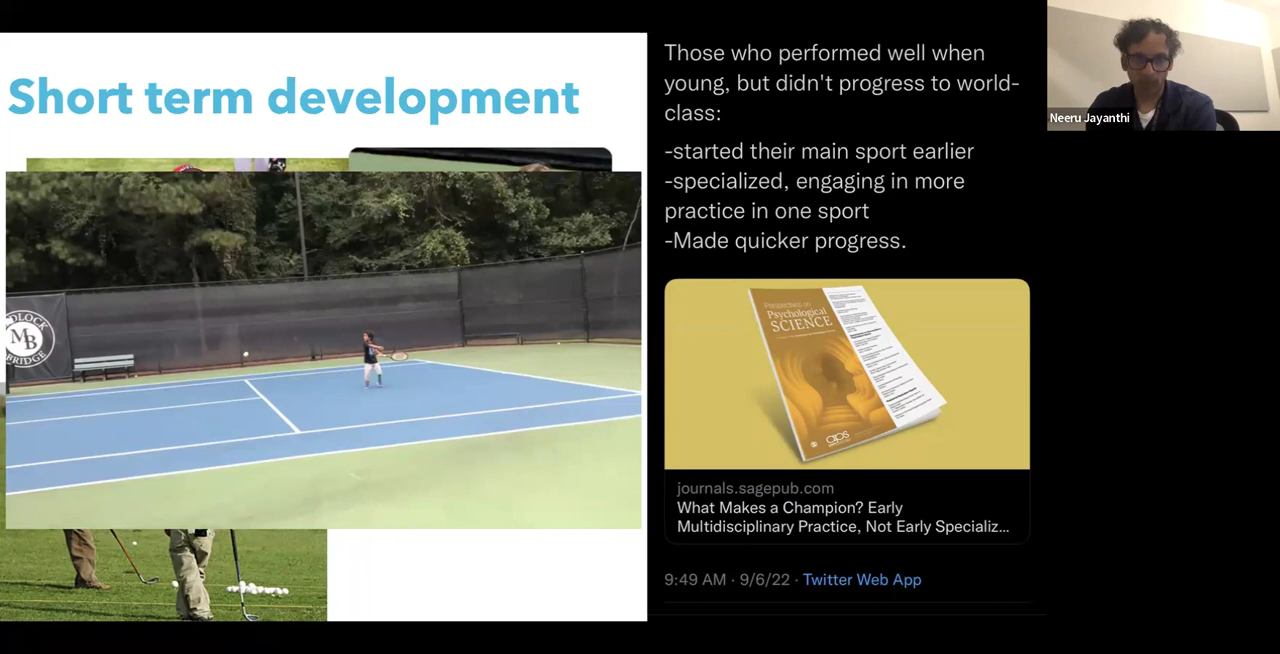 Short term development
MB
BRIDGE
Those who performed well when
young, but didn't progress to world-
class:
-started their main sport earlier
-specialized, engaging in more
practice in one sport
-Made quicker progress.
Perspectives on
Psychological
SCIENCE
aps
journals.sagepub.com
What Makes a Champion? Early
Multidisciplinary Practice, Not Early Specializ...
9:49 AM · 9/6/22 · Twitter Web App
Neeru Jayanthi